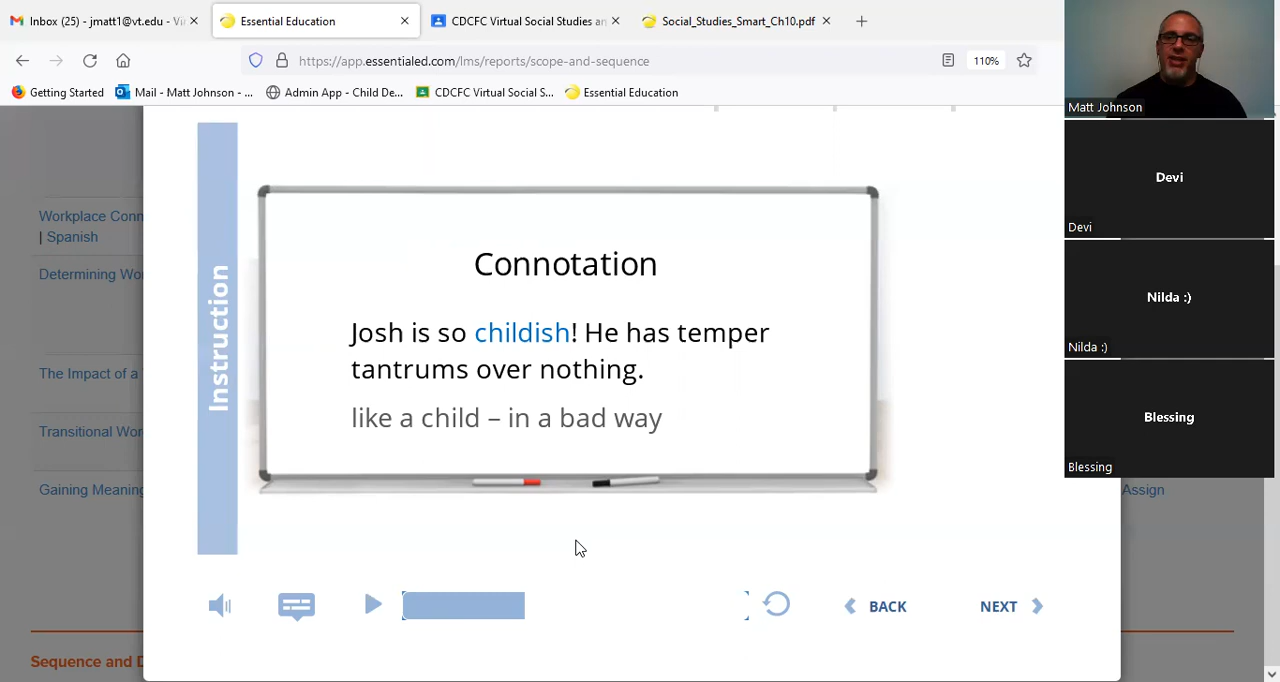 Inbox (25) - jmatt1@vt.edu - Vi
Essential Education
CDCFC Virtual Social Studies an
Social_Studies_Smart_Ch10.pdf
https://app.essentialed.com/lms/reports/scope-and-sequence
110%
Getting Started
Mail - Matt Johnson - ...
Admin App - Child De...
CDCFC Virtual Social S...
Essential Education
Matt Johnson
Devi
Devi
Nilda :)
Nilda :)
Blessing
Blessing
Workplace Conn
| Spanish
Determining Wo
The Impact of a
Transitional Wor
Gaining Meaning
Assign
Sequence and D
Instruction
Connotation
Josh is so childish! He has temper
tantrums over nothing.
like a child – in a bad way
BACK
NEXT